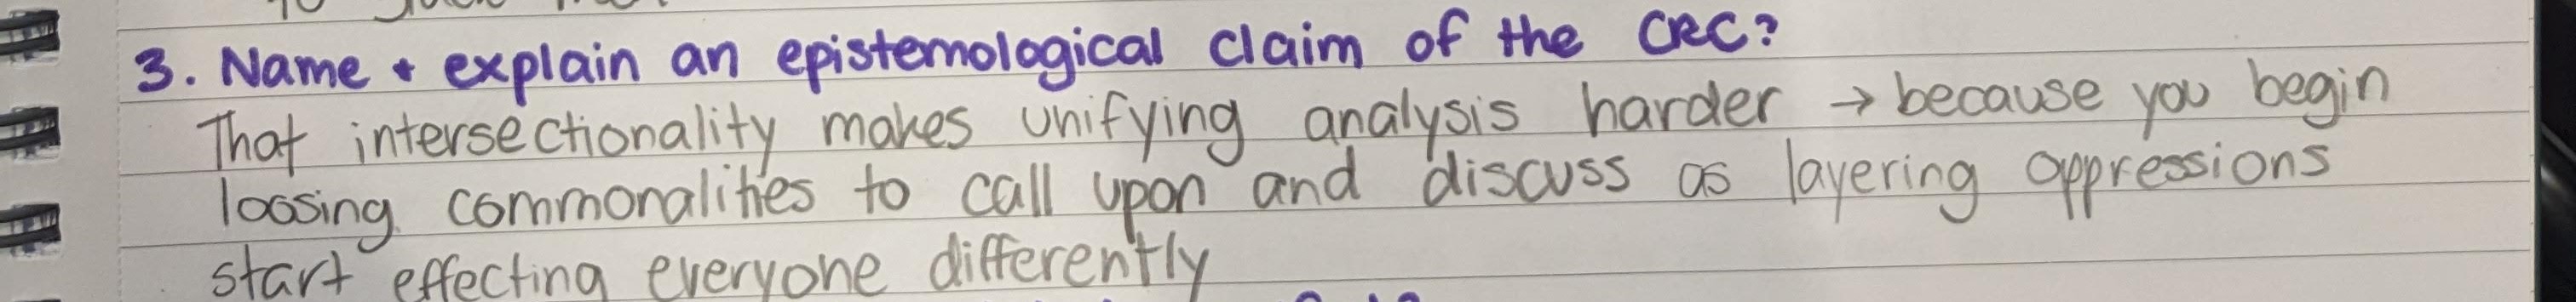 3. Name + explain an epistemological claim of the CRC?
That intersectionality makes unifying analysis harder → because you begin
loosing commonalities to call upon and discuss as layering oppressions
start effecting everyone differently